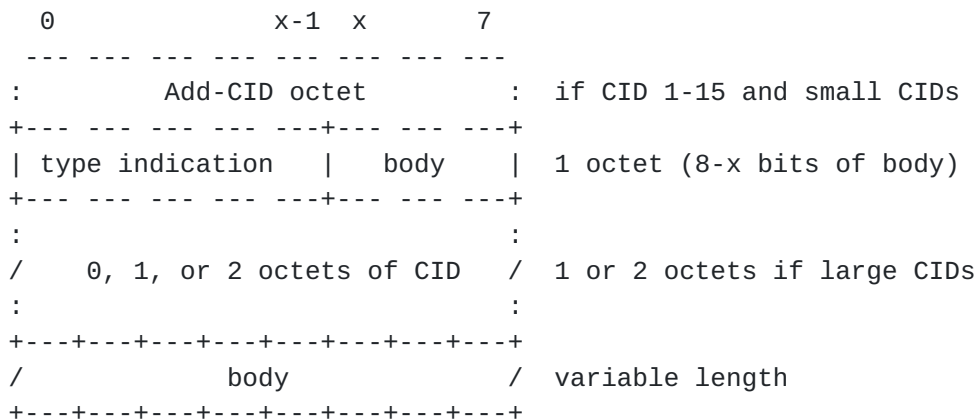 0              x-1  x       7
 --- --- --- --- --- --- --- ---
:         Add-CID octet         :  if CID 1-15 and small CIDs
+--- --- --- --- ---+--- --- ---+
| type indication   |   body    |  1 octet (8-x bits of body)
+--- --- --- --- ---+--- --- ---+
:                               :
/    0, 1, or 2 octets of CID   /  1 or 2 octets if large CIDs
:                               :
+---+---+---+---+---+---+---+---+
/             body              /  variable length
+---+---+---+---+---+---+---+---+